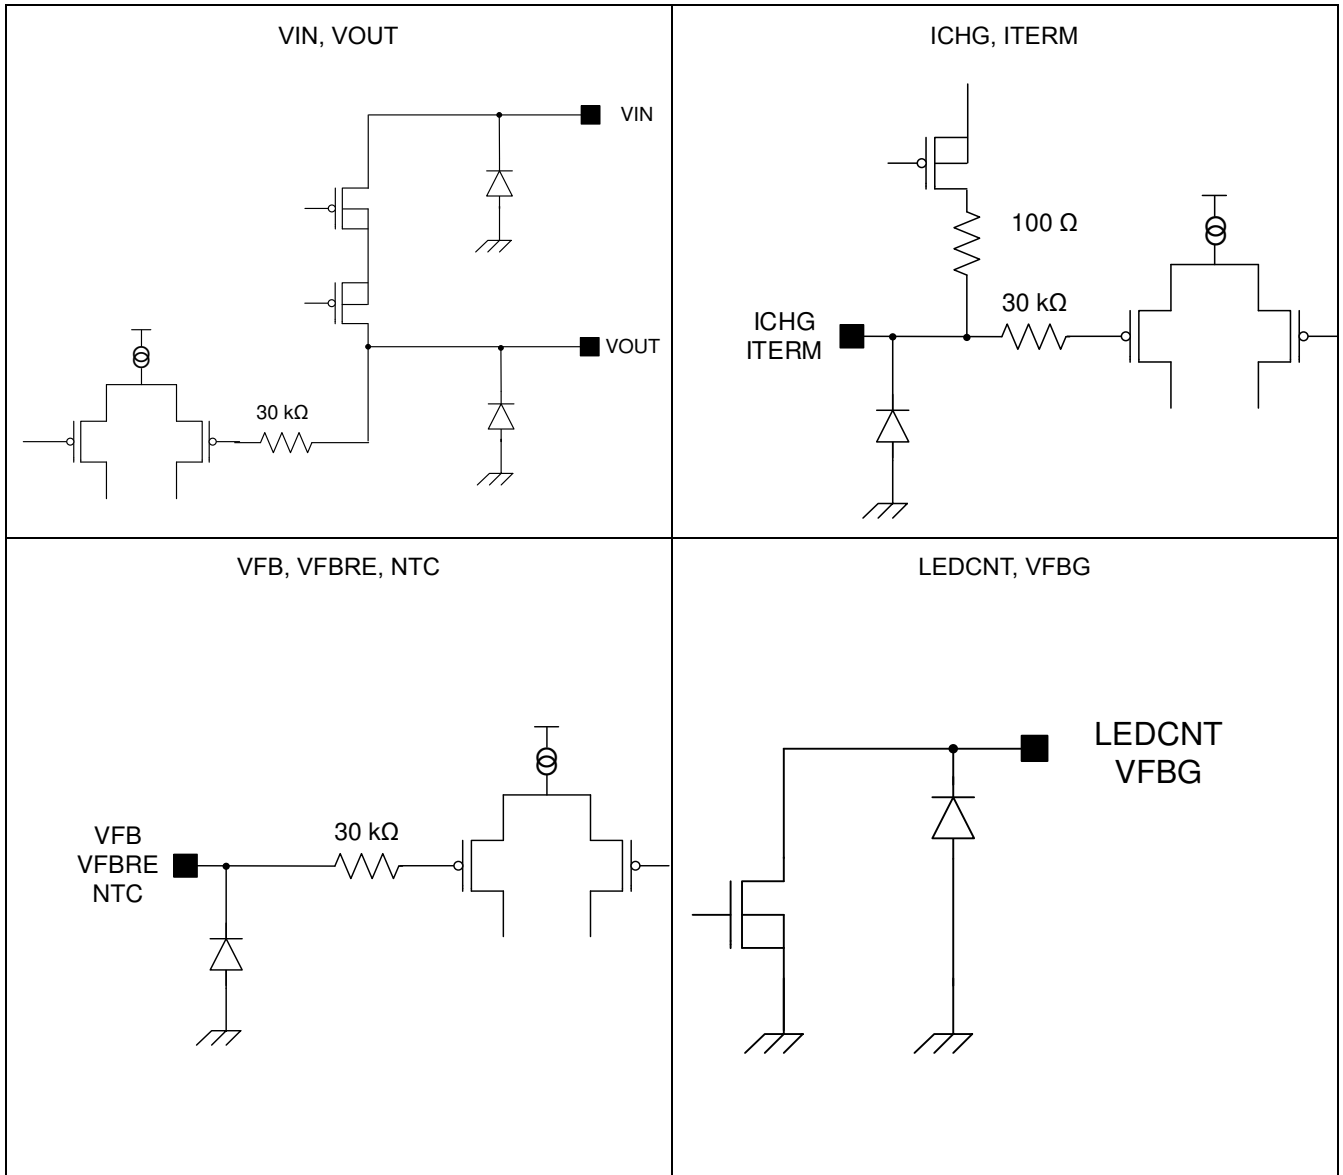 VIN, VOUT
VIN
VOUT
30 kΩ
ICHG, ITERM
100 Ω
30 kΩ
ICHG
ITERM
VFB, VFBRE, NTC
30 kΩ
VFB
VFBRE
NTC
LEDCNT, VFBG
LEDCNT
VFBG